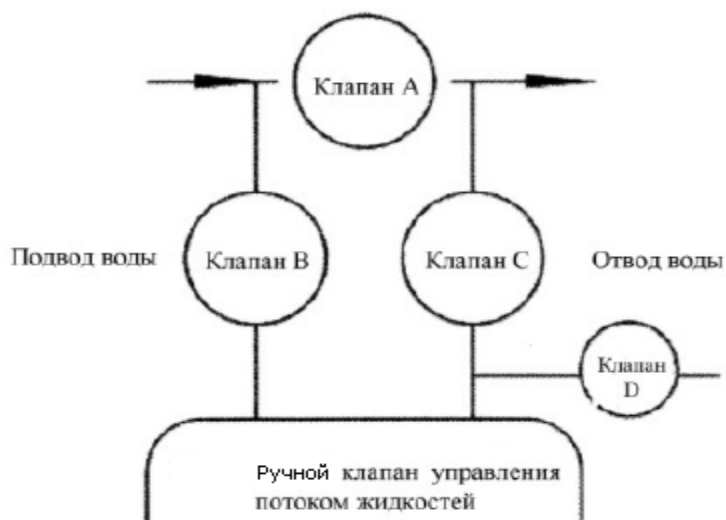 Клапан А
Подвод воды
Клапан В
Клапан С
Отвод воды
Клапан
D
Ручной клапан управления
потоком жидкостей